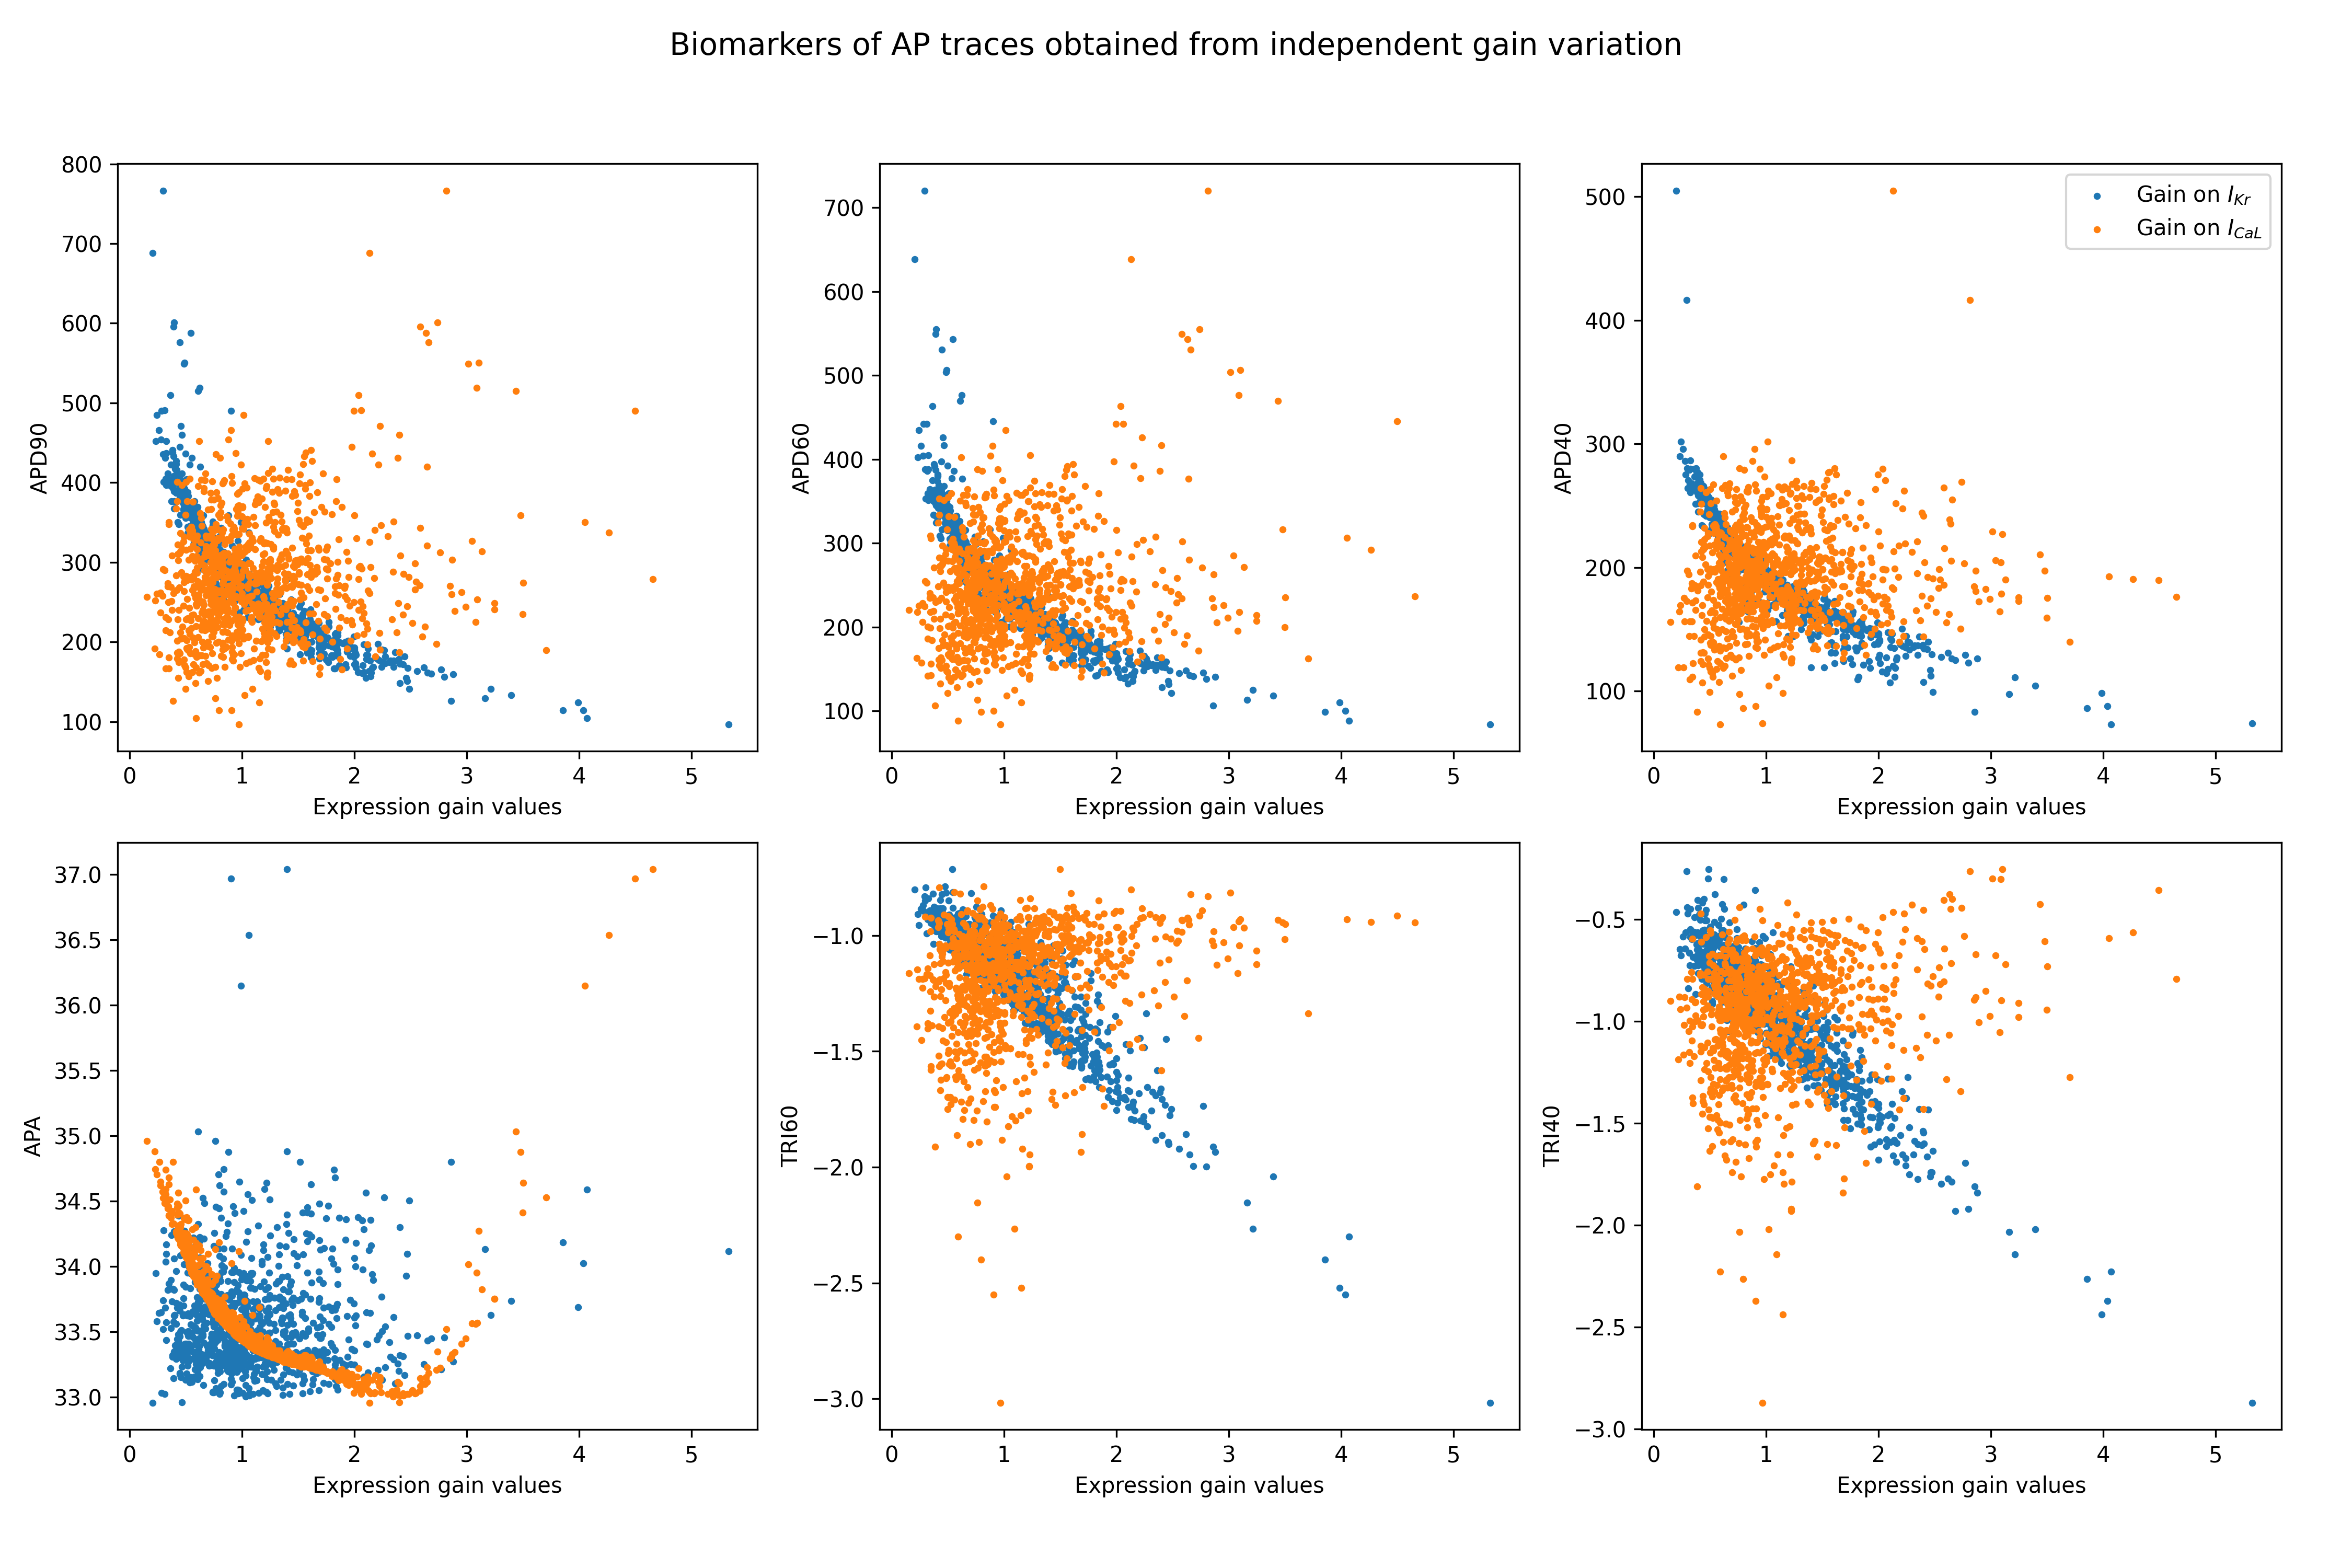 Biomarkers of AP traces obtained from independent gain variation
800
700
600
500
400
300
200
100
APD90
0 1 2 3 4 5
Expression gain values
700
600
500
400
300
200
100
APD60
0 1 2 3 4 5
Expression gain values
500
400
300
200
100
APD40
Gain on I_Kr
Gain on I_CaL
0 1 2 3 4 5
Expression gain values
37.0
36.5
36.0
35.5
35.0
34.5
34.0
33.5
33.0
APA
0 1 2 3 4 5
Expression gain values
−1.0
−1.5
−2.0
−2.5
−3.0
TRI60
0 1 2 3 4 5
Expression gain values
−0.5
−1.0
−1.5
−2.0
−2.5
−3.0
TRI40
0 1 2 3 4 5
Expression gain values